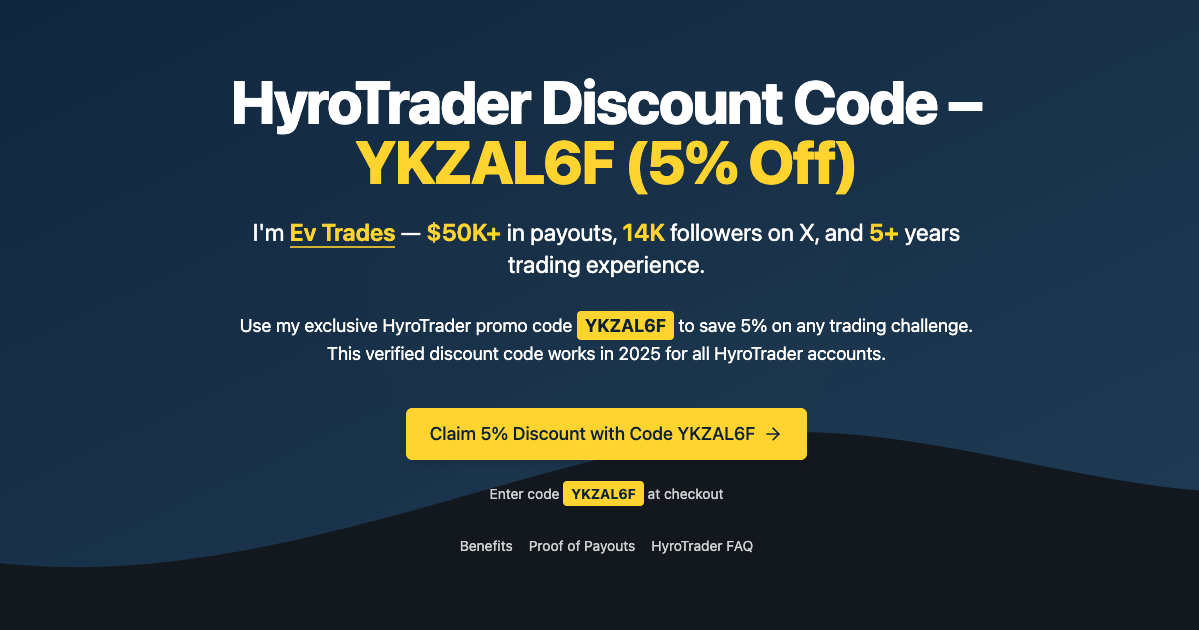 HyroTrader Discount Code –
YKZAL6F (5% Off)
I'm Ev Trades — $50K+ in payouts, 14K followers on X, and 5+ years
trading experience.
Use my exclusive HyroTrader promo code YKZAL6F to save 5% on any trading challenge.
This verified discount code works in 2025 for all HyroTrader accounts.
Claim 5% Discount with Code YKZAL6F →
Enter code YKZAL6F at checkout
Benefits Proof of Payouts HyroTrader FAQ